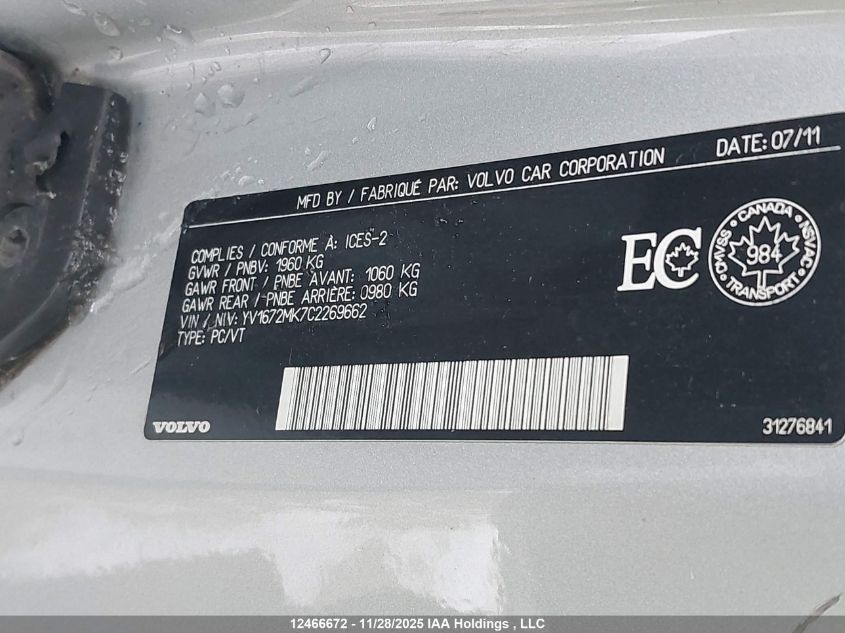 MFD BY / FABRIQUÉ PAR: VOLVO CAR CORPORATION DATE: 07/11
COMPLIES / CONFORME À: ICES-2
GVWR / PNBV: 1960 KG
GAWR FRONT / PNBE AVANT: 1060 KG
GAWR REAR / PNBE ARRIÈRE: 0980 KG
VIN / NIV: YV1672MK7C2269662
TYPE: PC/VT
EC
CANADA
CMVSS
NSVAC
984
TRANSPORT
VOLVO
31276841
12466672 - 11/28/2025 IAA Holdings , LLC